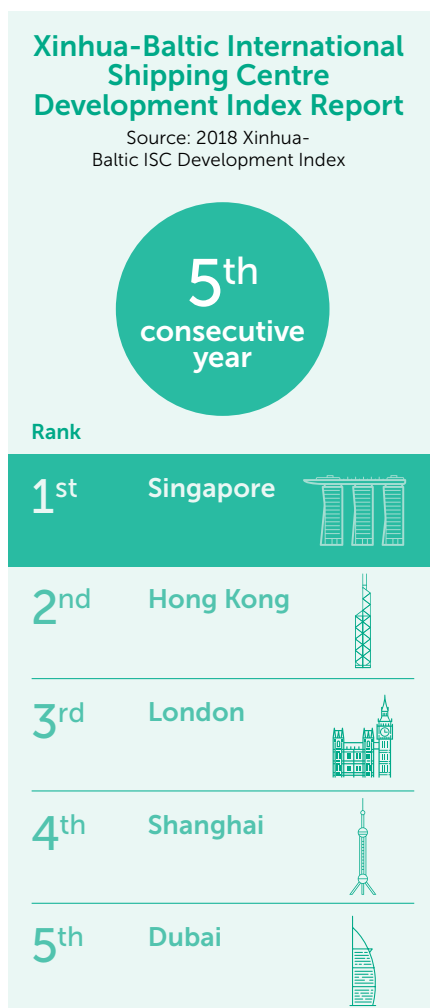 Xinhua-Baltic International
Shipping Centre
Development Index Report
Source: 2018 Xinhua-
Baltic ISC Development Index
5th
consecutive
year
Rank
1st Singapore
2nd Hong Kong
3rd London
4th Shanghai
5th Dubai